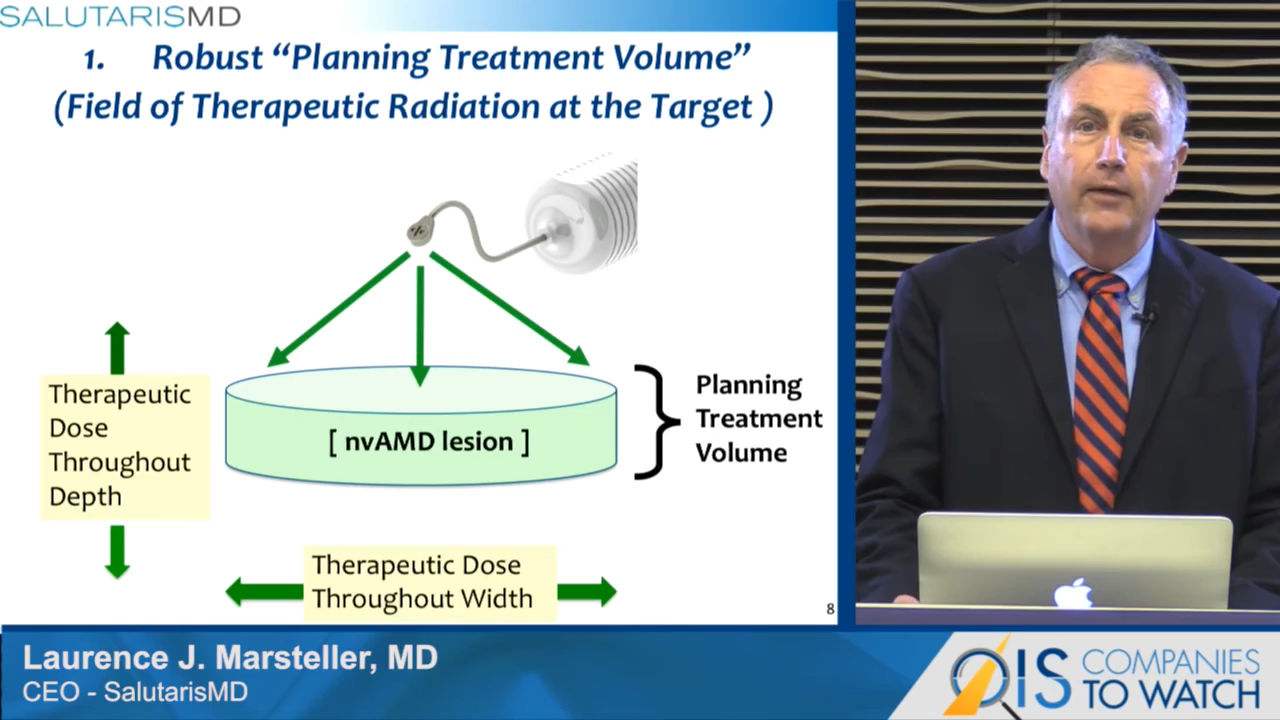 SALUTARISMD
1. Robust “Planning Treatment Volume”
(Field of Therapeutic Radiation at the Target )
Therapeutic
Dose
Throughout
Depth
[ nvAMD lesion ]
Planning
Treatment
Volume
Therapeutic Dose
Throughout Width
8
Laurence J. Marsteller, MD
CEO - SalutarisMD
OIS COMPANIES
TO WATCH